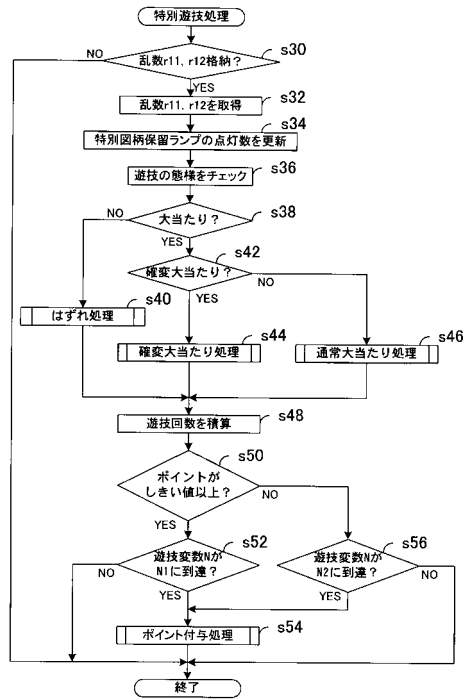 特別遊技処理
s30
乱数r11、r12格納？
NO
YES
s32
乱数r11、r12を取得
s34
特別図柄保留ランプの点灯数を更新
s36
遊技の態様をチェック
s38
大当たり？
NO
YES
s42
確変大当たり？
NO
YES
s40
はずれ処理
s44
確変大当たり処理
s46
通常大当たり処理
s48
遊技回数を積算
s50
ポイントが
しきい値以上？
NO
YES
s52
遊技変数Nが
N1に到達？
NO
YES
s56
遊技変数Nが
N2に到達？
NO
YES
s54
ポイント付与処理
終了